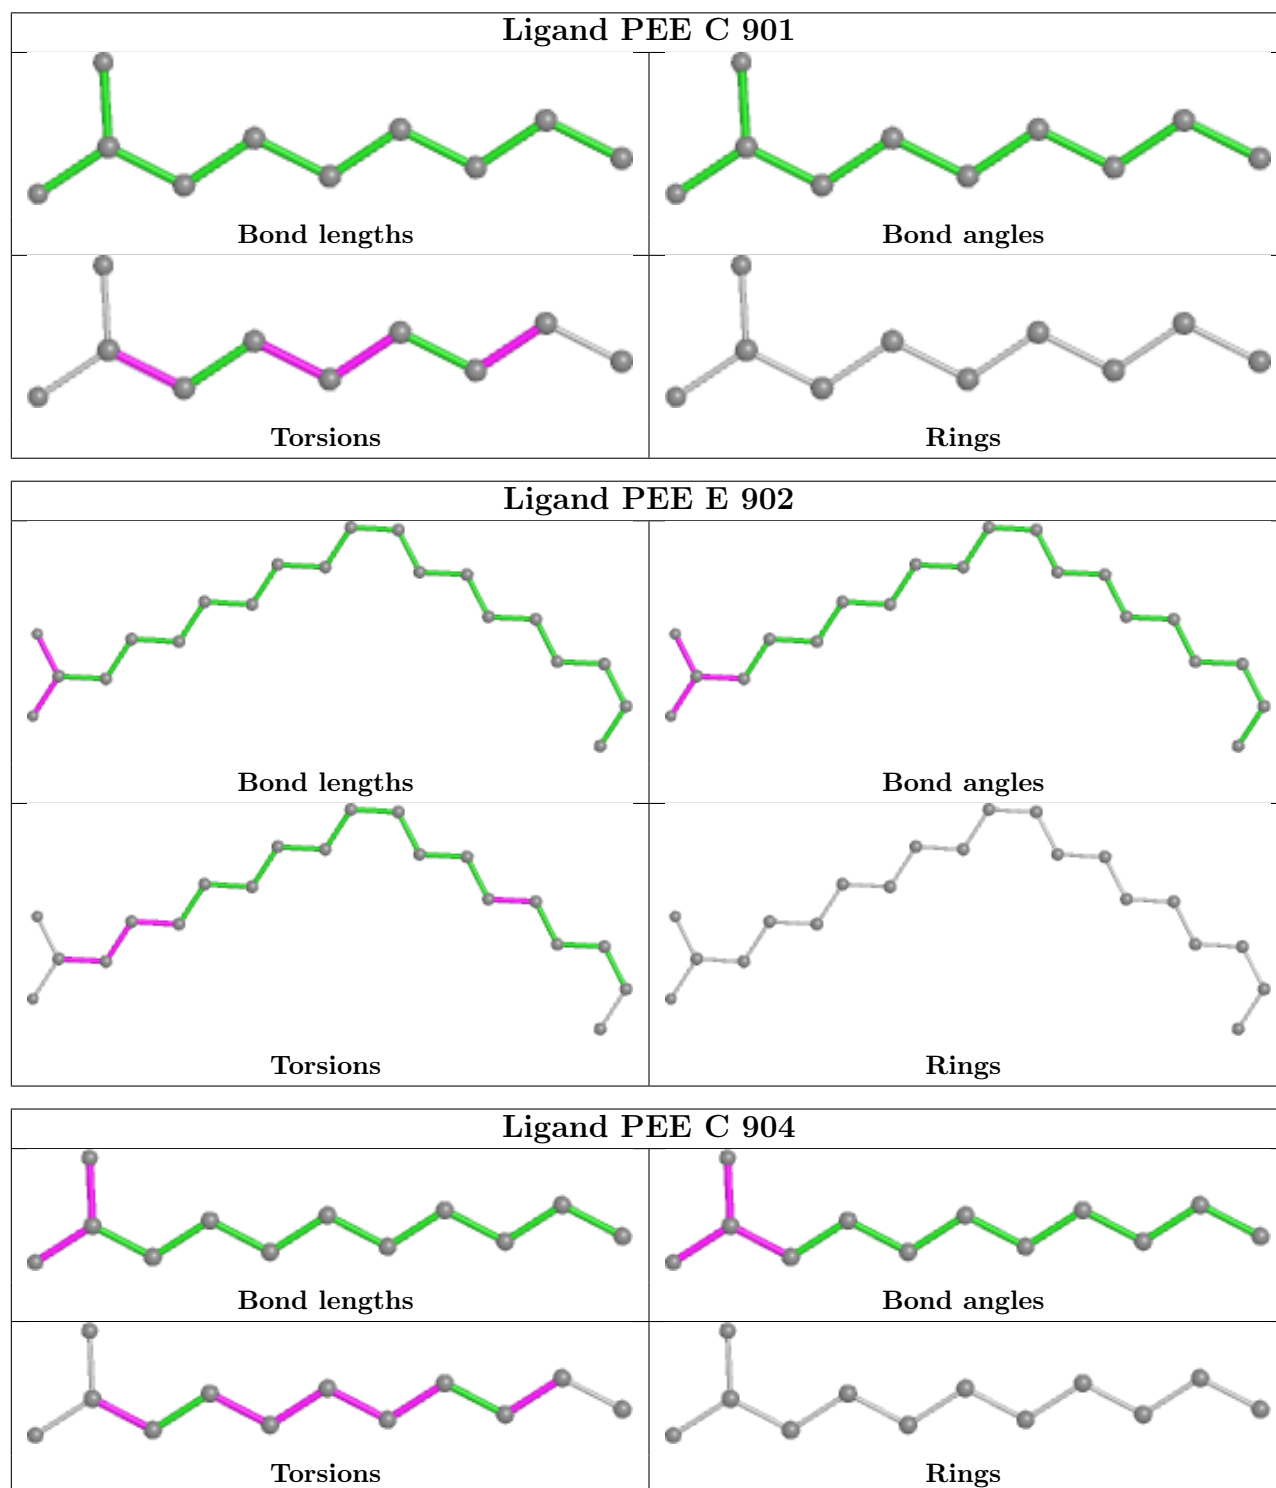 Ligand PEE C 901
Bond lengths
Bond angles
Torsions
Rings
Ligand PEE E 902
Bond lengths
Bond angles
Torsions
Rings
Ligand PEE C 904
Bond lengths
Bond angles
Torsions
Rings